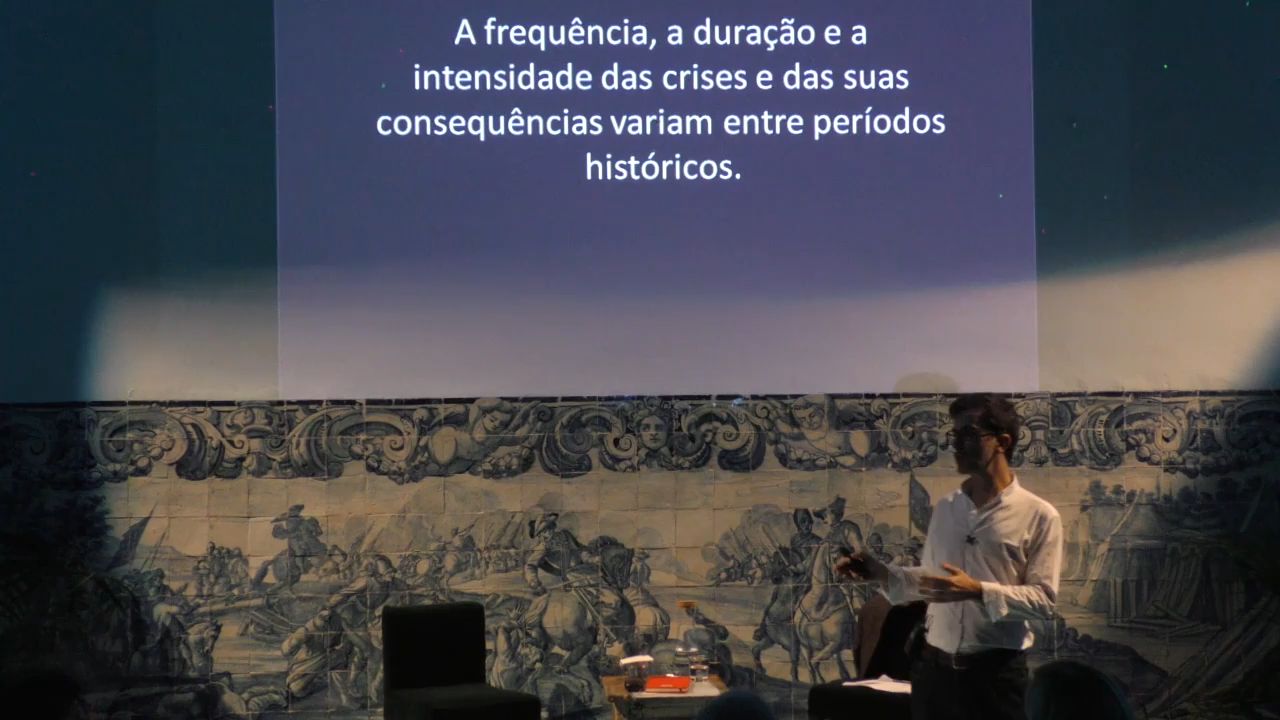 A frequência, a duração e a
intensidade das crises e das suas
consequências variam entre períodos
históricos.